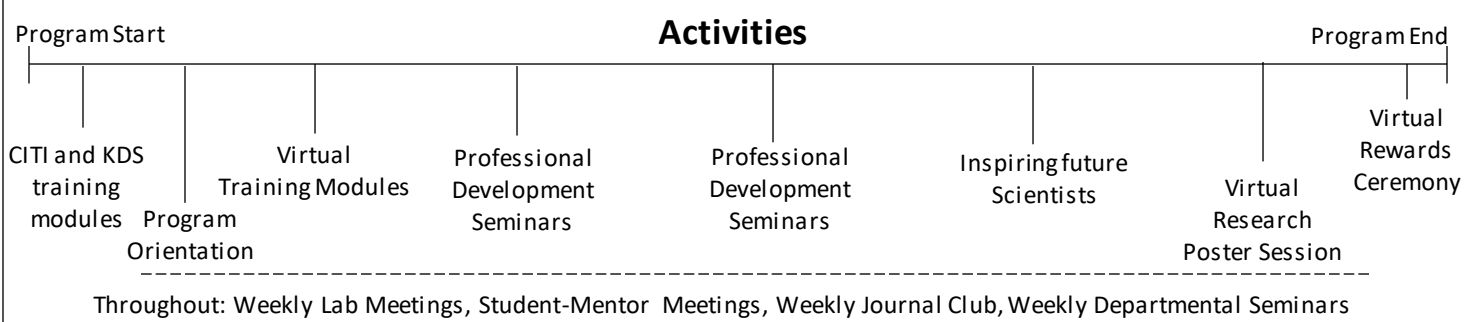 Activities
Program Start
Program End
CITI and KDS
training
modules
Program
Orientation
Virtual
Training Modules
Professional
Development
Seminars
Professional
Development
Seminars
Inspiring future
Scientists
Virtual
Research
Poster Session
Virtual
Rewards
Ceremony
Throughout: Weekly Lab Meetings, Student-Mentor Meetings, Weekly Journal Club, Weekly Departmental Seminars